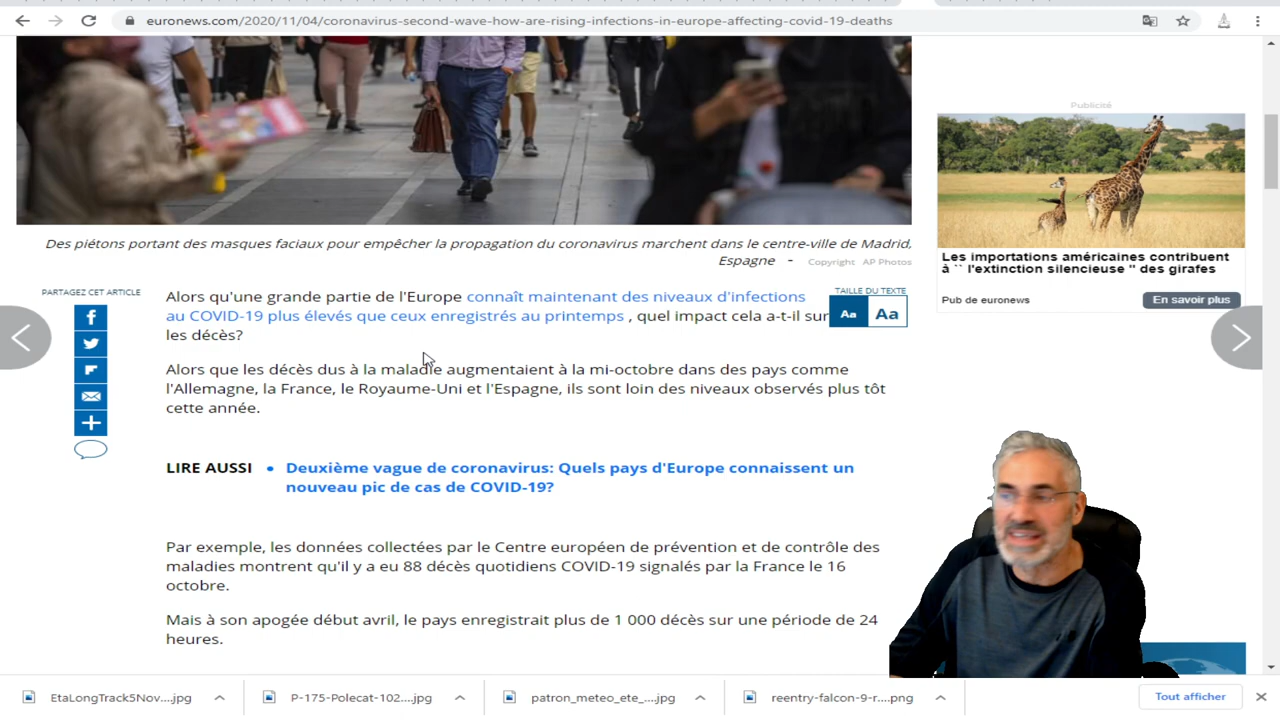 euronews.com/2020/11/04/coronavirus-second-wave-how-are-rising-infections-in-europe-affecting-covid-19-deaths
Publicité
Des piétons portant des masques faciaux pour empêcher la propagation du coronavirus marchent dans le centre-ville de Madrid,
Espagne - Copyright AP Photos
Les importations américaines contribuent
à `` l'extinction silencieuse " des girafes
Pub de euronews
En savoir plus
PARTAGEZ CET ARTICLE
TAILLE DU TEXTE
Aa Aa
Alors qu'une grande partie de l'Europe connaît maintenant des niveaux d'infections
au COVID-19 plus élevés que ceux enregistrés au printemps , quel impact cela a-t-il sur
les décès?
Alors que les décès dus à la maladie augmentaient à la mi-octobre dans des pays comme
l'Allemagne, la France, le Royaume-Uni et l'Espagne, ils sont loin des niveaux observés plus tôt
cette année.
LIRE AUSSI • Deuxième vague de coronavirus: Quels pays d'Europe connaissent un
nouveau pic de cas de COVID-19?
Par exemple, les données collectées par le Centre européen de prévention et de contrôle des
maladies montrent qu'il y a eu 88 décès quotidiens COVID-19 signalés par la France le 16
octobre.
Mais à son apogée début avril, le pays enregistrait plus de 1 000 décès sur une période de 24
heures.
EtaLongTrack5Nov....jpg
P-175-Polecat-102....jpg
patron_meteo_ete_....jpg
reentry-falcon-9-r....png
Tout afficher